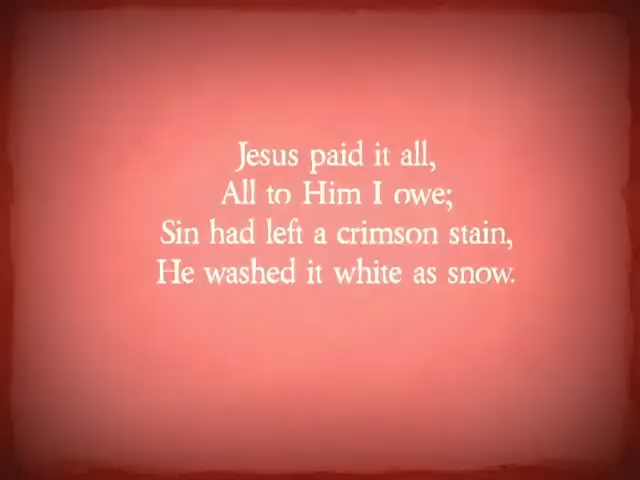 Jesus paid it all,
All to Him I owe;
Sin had left a crimson stain,
He washed it white as snow.